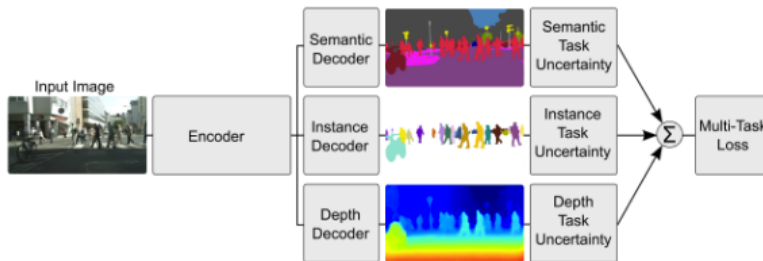 Input Image
Encoder
Semantic
Decoder
Semantic
Task
Uncertainty
Instance
Decoder
Instance
Task
Uncertainty
Depth
Decoder
Depth
Task
Uncertainty
Σ
Multi-Task
Loss